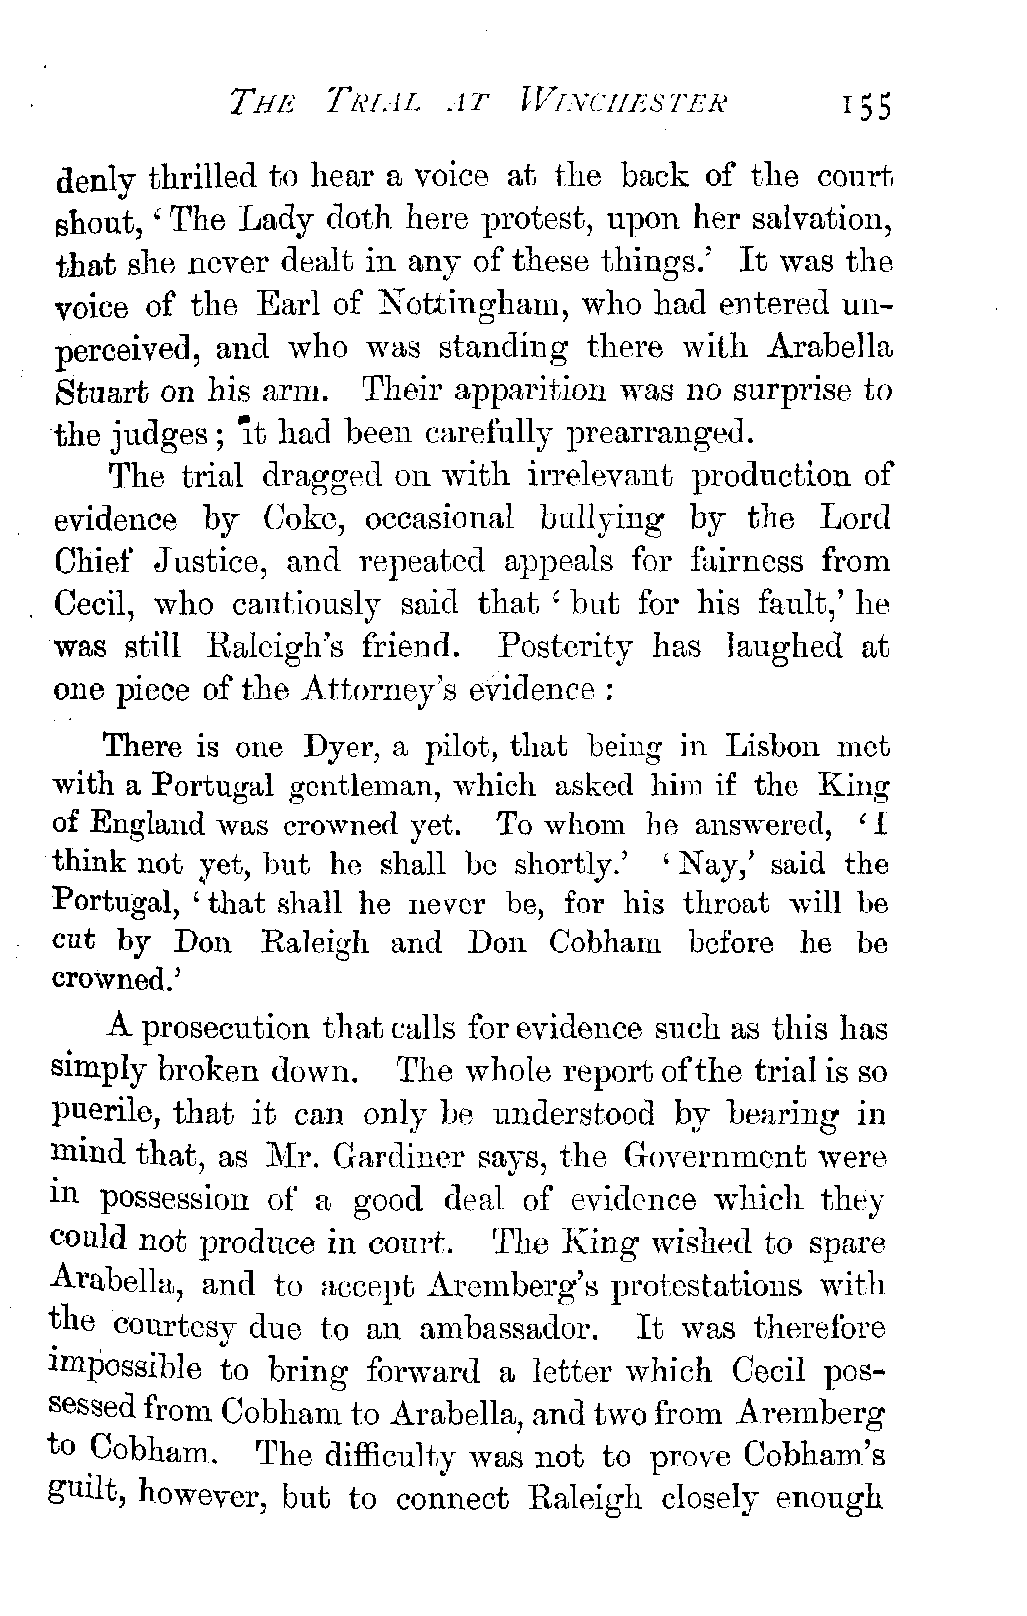 THE TRIAL AT WINCHESTER 155
denly thrilled to hear a voice at the back of the court
shout, ‘The Lady doth here protest, upon her salvation,
that she never dealt in any of these things.’ It was the
voice of the Earl of Nottingham, who had entered un-
perceived, and who was standing there with Arabella
Stuart on his arm. Their apparition was no surprise to
the judges; it had been carefully prearranged.
The trial dragged on with irrelevant production of
evidence by Coke, occasional bullying by the Lord
Chief Justice, and repeated appeals for fairness from
Cecil, who cautiously said that ‘but for his fault,’ he
was still Raleigh’s friend. Posterity has laughed at
one piece of the Attorney’s evidence :
There is one Dyer, a pilot, that being in Lisbon met
with a Portugal gentleman, which asked him if the King
of England was crowned yet. To whom he answered, ‘I
think not yet, but he shall be shortly.’ ‘Nay,’ said the
Portugal, ‘that shall he never be, for his throat will be
cut by Don Raleigh and Don Cobham before he be
crowned.’
A prosecution that calls for evidence such as this has
simply broken down. The whole report of the trial is so
puerile, that it can only be understood by bearing in
mind that, as Mr. Gardiner says, the Government were
in possession of a good deal of evidence which they
could not produce in court. The King wished to spare
Arabella, and to accept Aremberg’s protestations with
the courtesy due to an ambassador. It was therefore
impossible to bring forward a letter which Cecil pos-
sessed from Cobham to Arabella, and two from Aremberg
to Cobham. The difficulty was not to prove Cobham’s
guilt, however, but to connect Raleigh closely enough